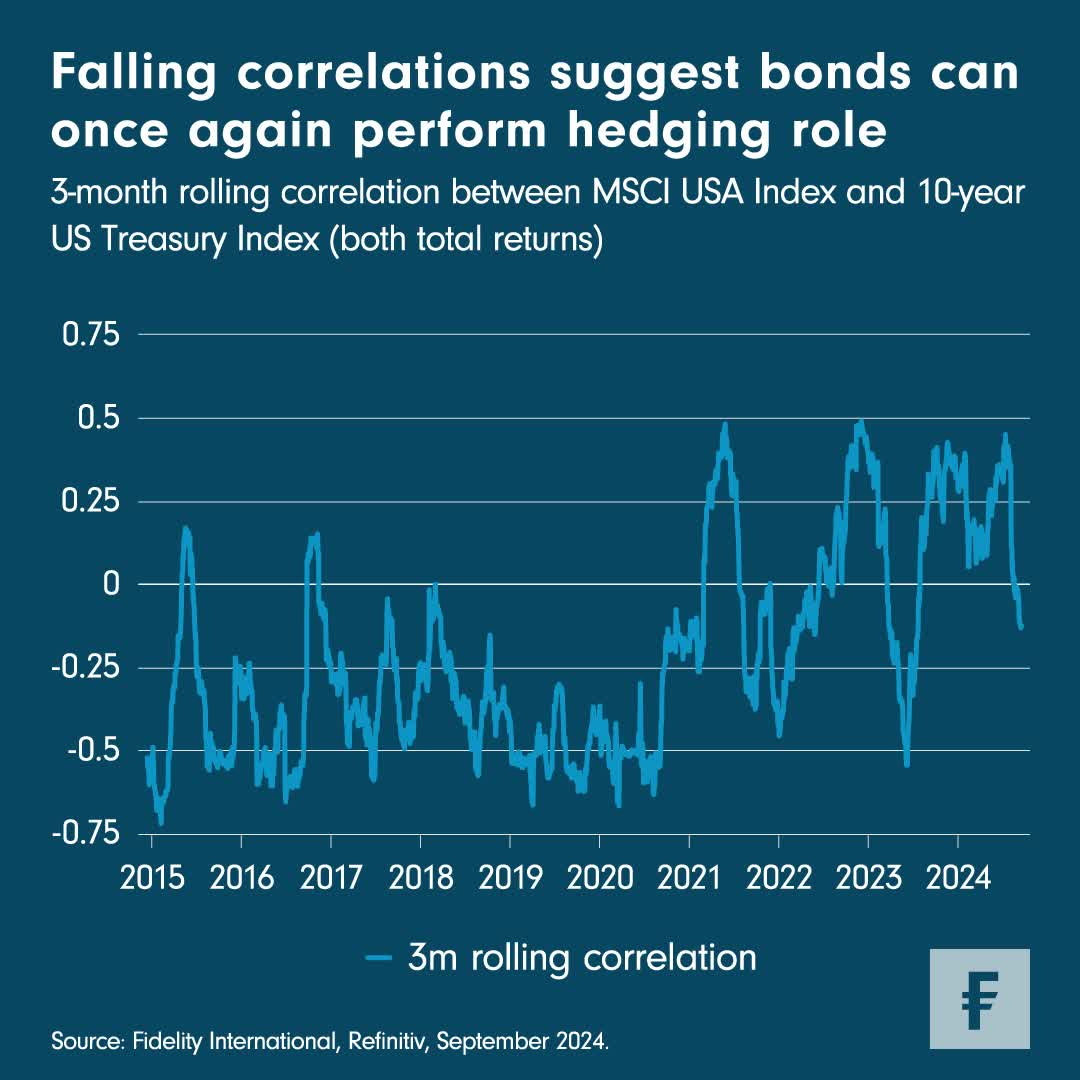 Falling correlations suggest bonds can
once again perform hedging role
3-month rolling correlation between MSCI USA Index and 10-year
US Treasury Index (both total returns)
0.75
0.5
0.25
0
-0.25
-0.5
-0.75
2015 2016 2017 2018 2019 2020 2021 2022 2023 2024
3m rolling correlation
F
Source: Fidelity International, Refinitiv, September 2024.